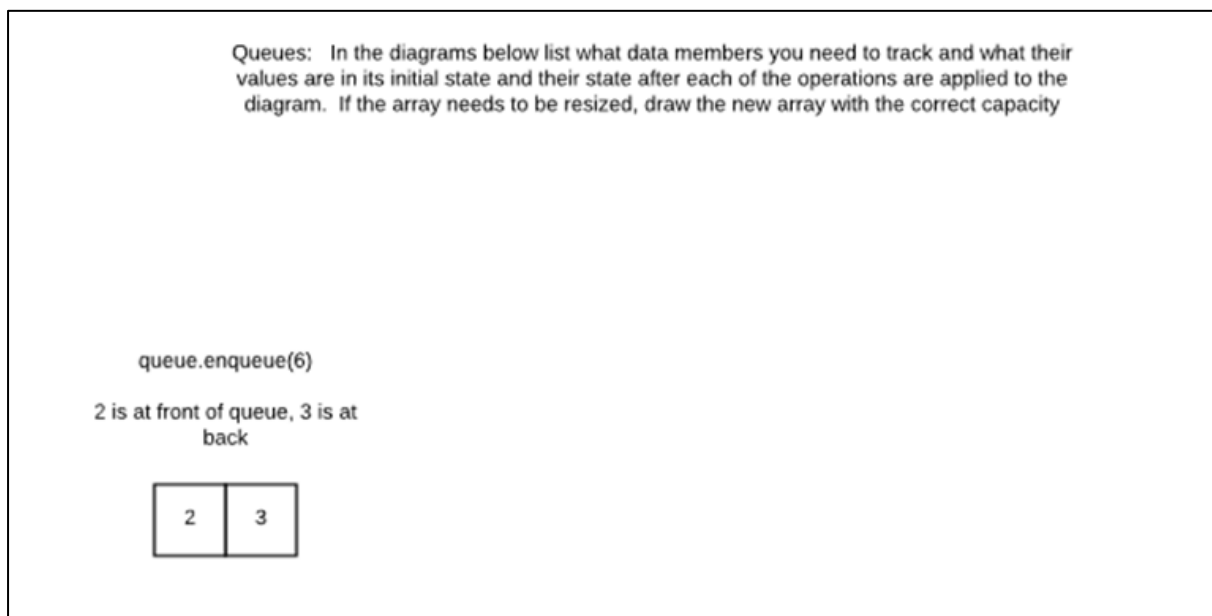 Queues:   In the diagrams below list what data members you need to track and what their
values are in its initial state and their state after each of the operations are applied to the
diagram.  If the array needs to be resized, draw the new array with the correct capacity
queue.enqueue(6)
2 is at front of queue, 3 is at
back
2 3